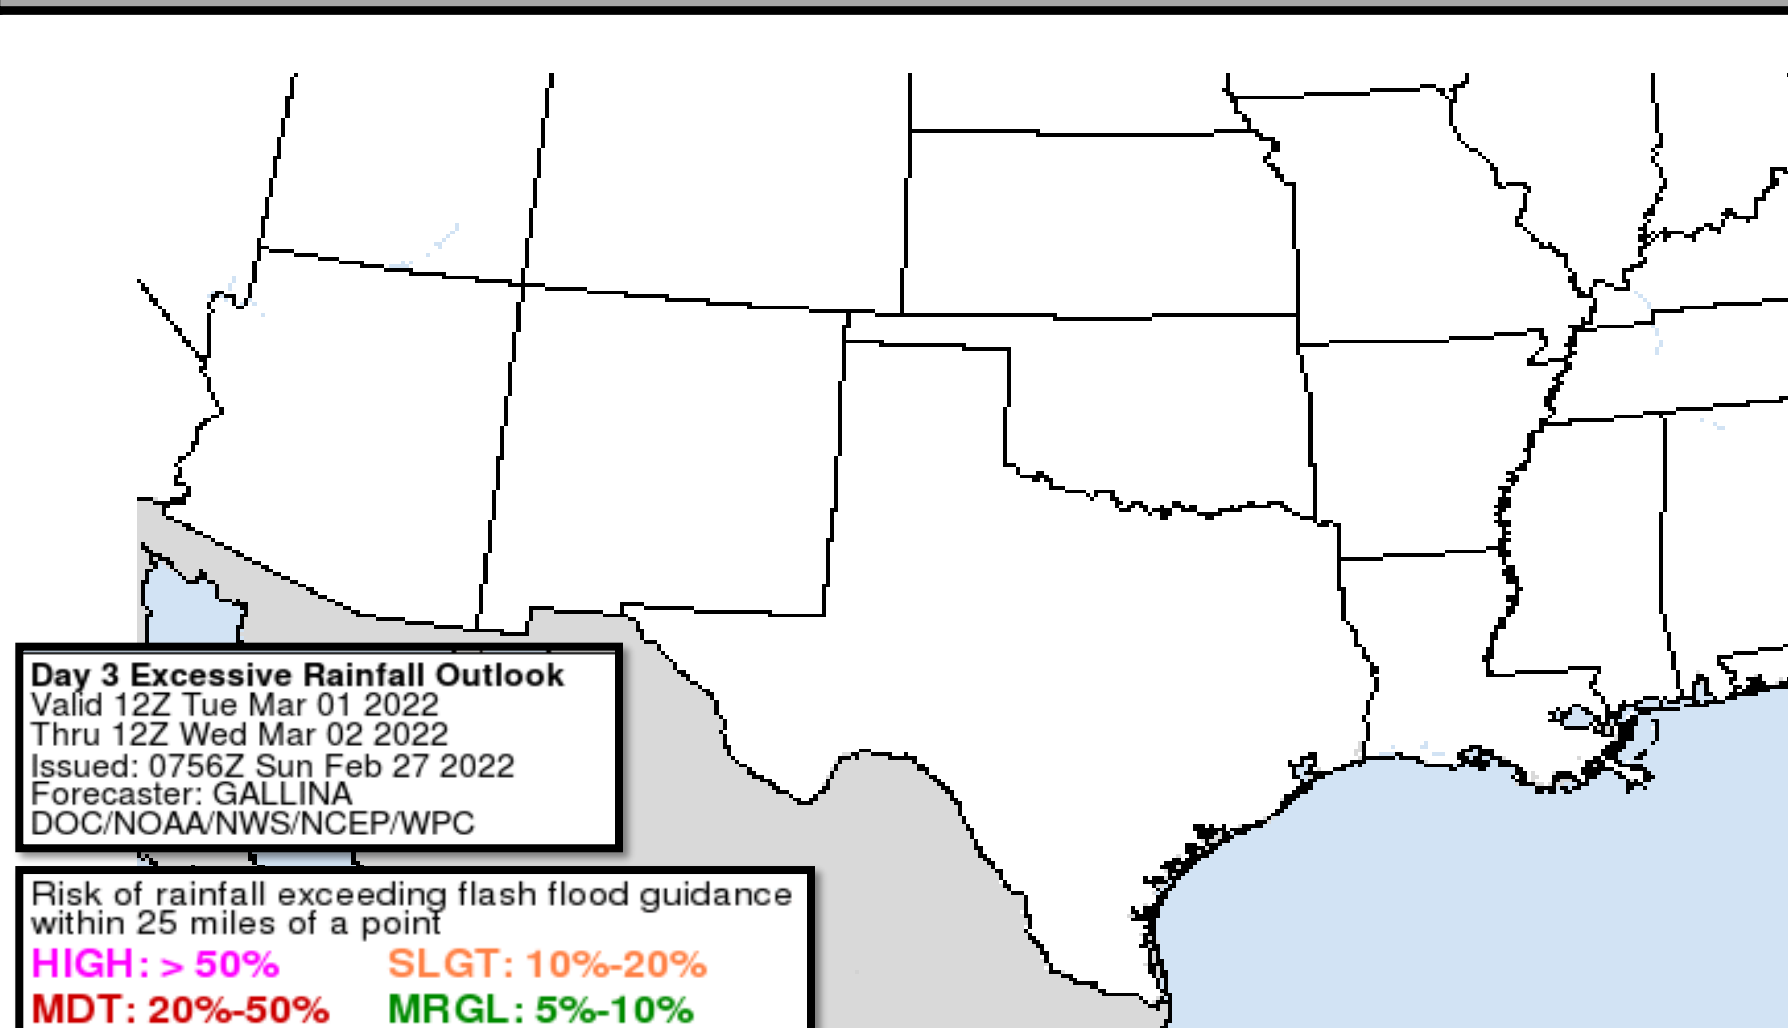 Day 3 Excessive Rainfall Outlook
Valid 12Z Tue Mar 01 2022
Thru 12Z Wed Mar 02 2022
Issued: 0756Z Sun Feb 27 2022
Forecaster: GALLINA
DOC/NOAA/NWS/NCEP/WPC
Risk of rainfall exceeding flash flood guidance
within 25 miles of a point
HIGH: > 50% SLGT: 10%-20%
MDT: 20%-50% MRGL: 5%-10%